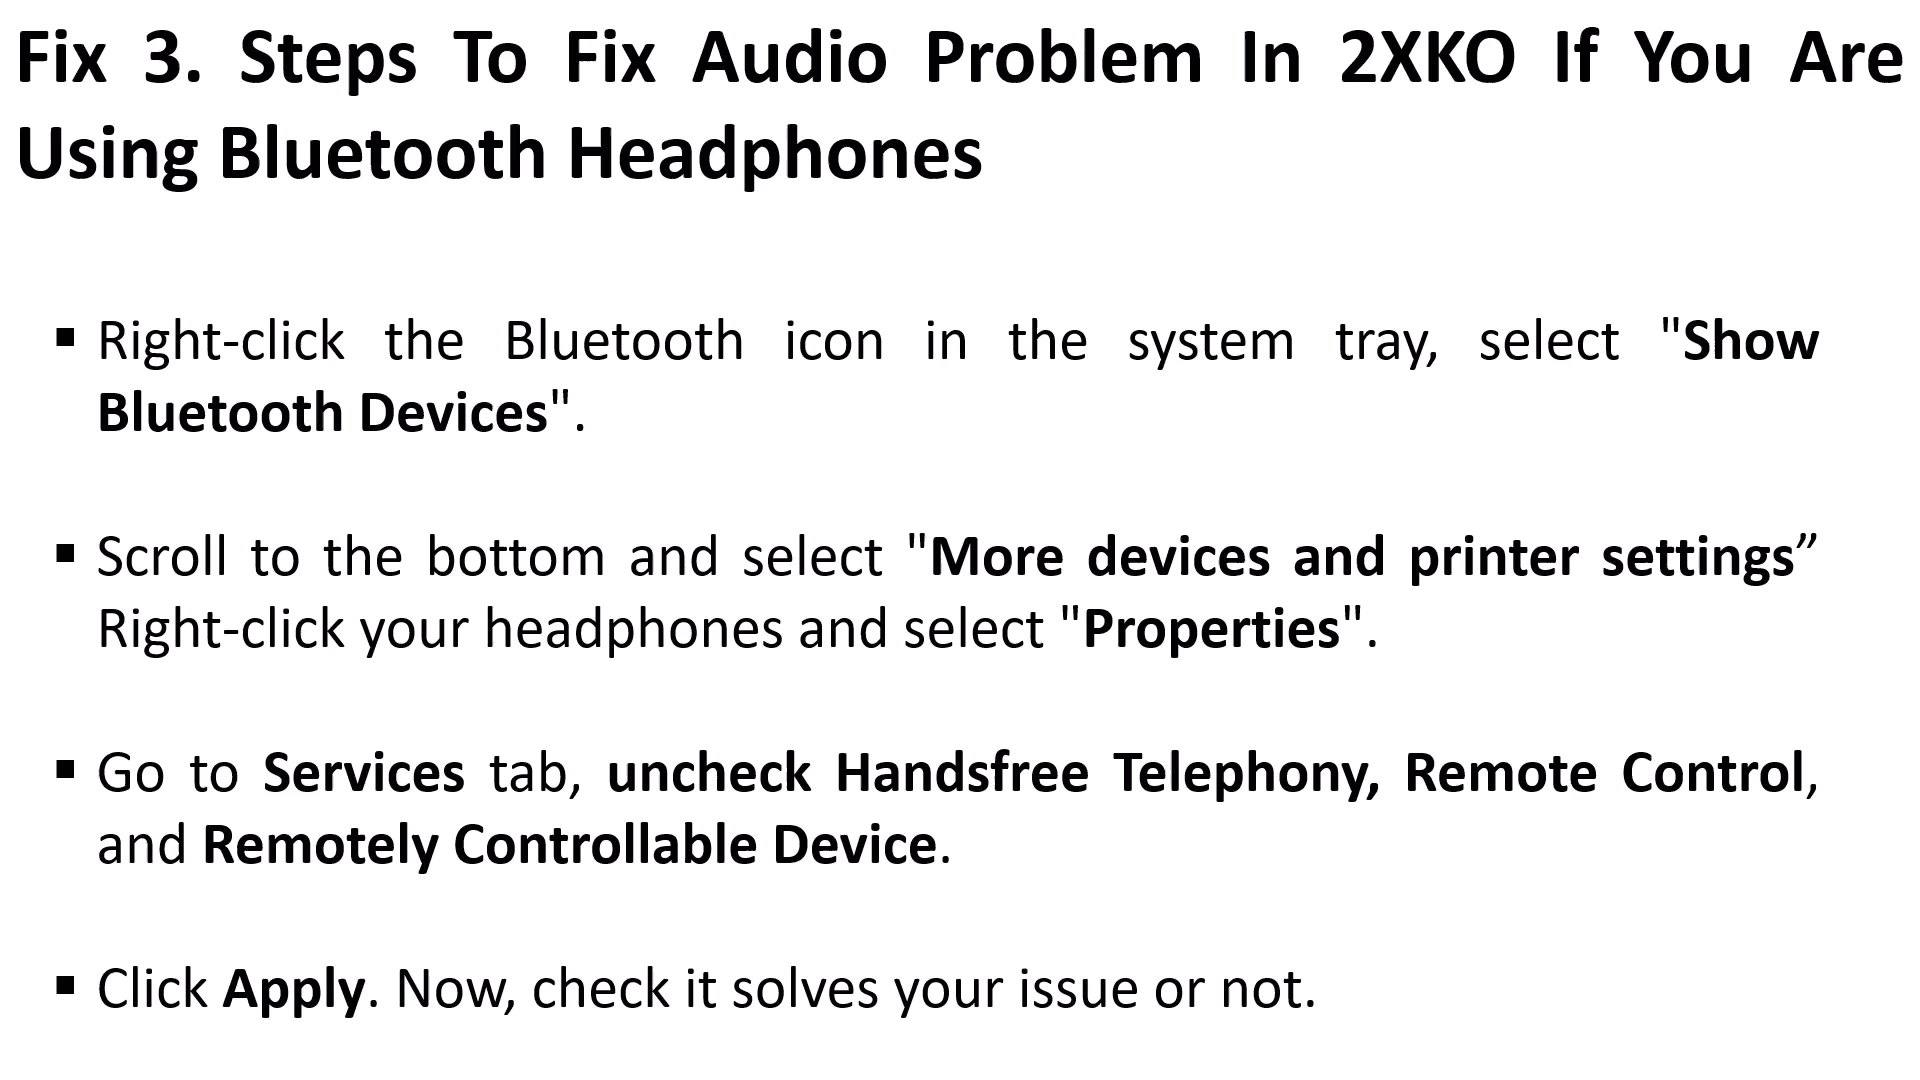 Fix 3. Steps To Fix Audio Problem In 2XKO If You Are
Using Bluetooth Headphones
▪ Right-click the Bluetooth icon in the system tray, select "Show
Bluetooth Devices".
▪ Scroll to the bottom and select "More devices and printer settings”
Right-click your headphones and select "Properties".
▪ Go to Services tab, uncheck Handsfree Telephony, Remote Control,
and Remotely Controllable Device.
▪ Click Apply. Now, check it solves your issue or not.